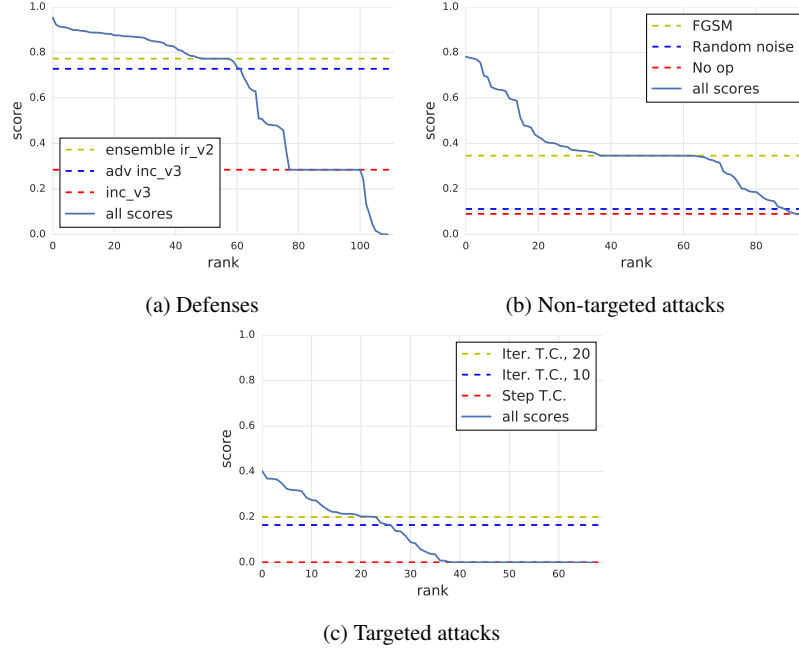 1.0
0.8
0.6
0.4
0.2
0.0
score
ensemble ir_v2
adv inc_v3
inc_v3
all scores
0 20 40 60 80 100
rank
(a) Defenses
1.0
0.8
0.6
0.4
0.2
0.0
score
FGSM
Random noise
No op
all scores
0 20 40 60 80
rank
(b) Non-targeted attacks
1.0
0.8
0.6
0.4
0.2
0.0
score
Iter. T.C., 20
Iter. T.C., 10
Step T.C.
all scores
0 10 20 30 40 50 60
rank
(c) Targeted attacks